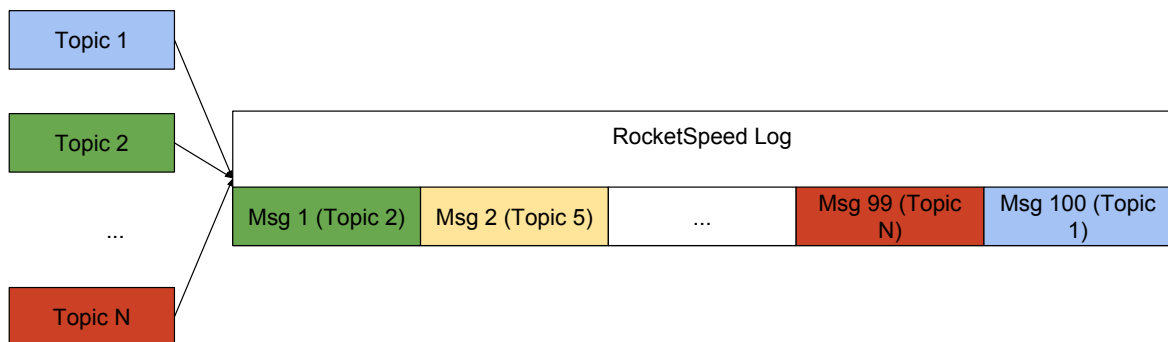 Topic 1
Topic 2
...
Topic N
RocketSpeed Log
Msg 1 (Topic 2)
Msg 2 (Topic 5)
...
Msg 99 (Topic
N)
Msg 100 (Topic
1)